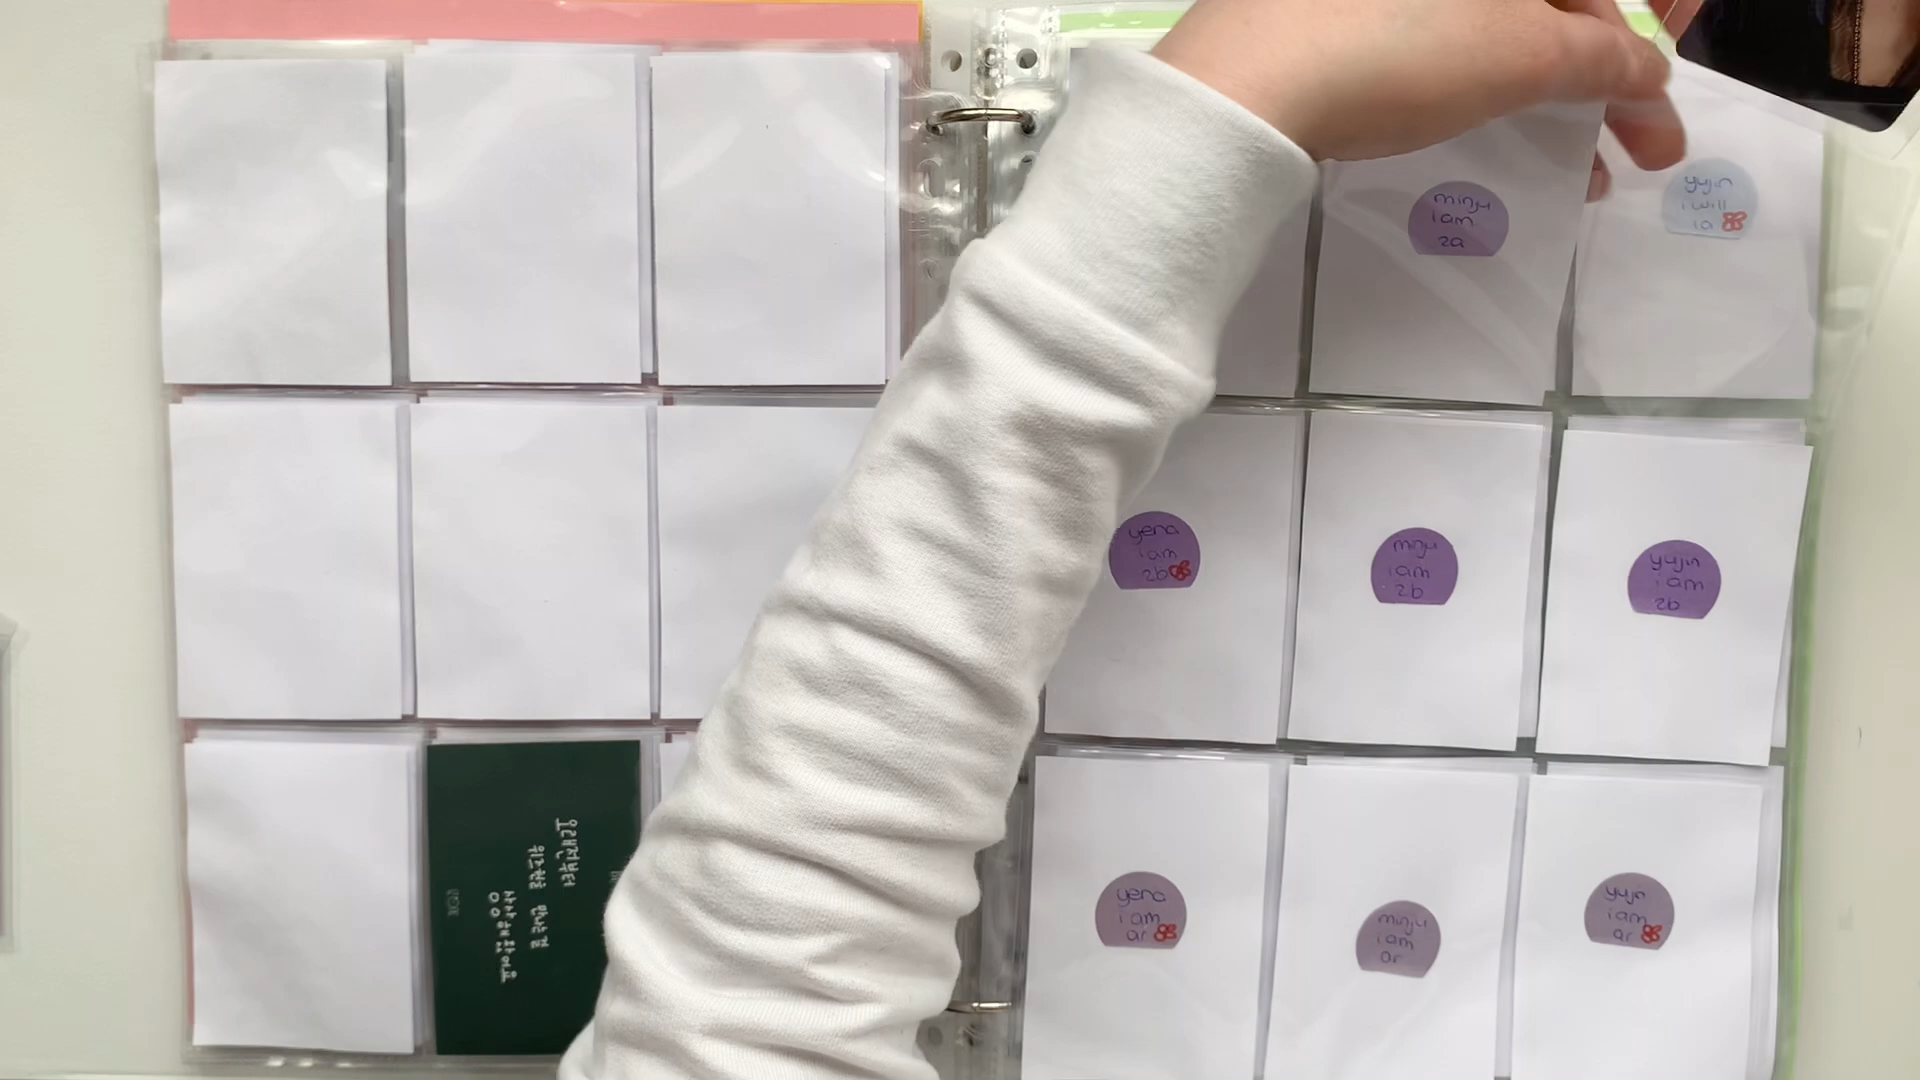 minju
i am
2a
yujin
i will
1a
yena
i am
2b
minju
i am
2b
yujin
i am
2b
yena
i am
ar
minju
i am
ar
yujin
i am
ar